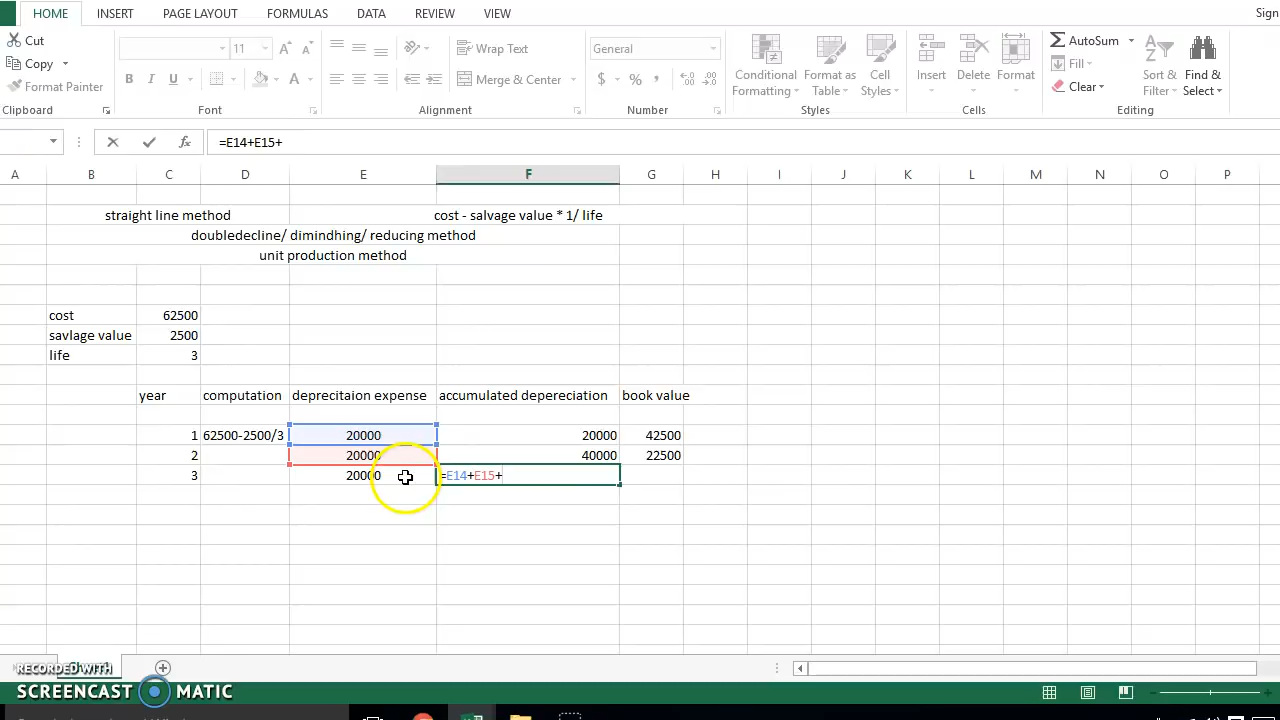 HOME INSERT PAGE LAYOUT FORMULAS DATA REVIEW VIEW Sign
Cut
Copy
Format Painter
Clipboard
11 A A
B I U A
Font
Wrap Text
Merge & Center
Alignment
General
$ % ,
Number
Conditional
Formatting
Format as
Table
Cell
Styles
Styles
Insert Delete Format
Cells
AutoSum
Fill
Clear
Sort &
Filter
Find &
Select
Editing
fx =E14+E15+
A B C D E F G H I J K L M N O P
straight line method cost - salvage value * 1/ life
doubledecline/ dimindhing/ reducing method
unit production method
cost 62500
savlage value 2500
life 3
year computation deprecitaion expense accumulated depereciation book value
1 62500-2500/3 20000 20000 42500
2 20000 40000 22500
3 20000 =E14+E15+
RECORDED WITH
SCREENCAST MATIC